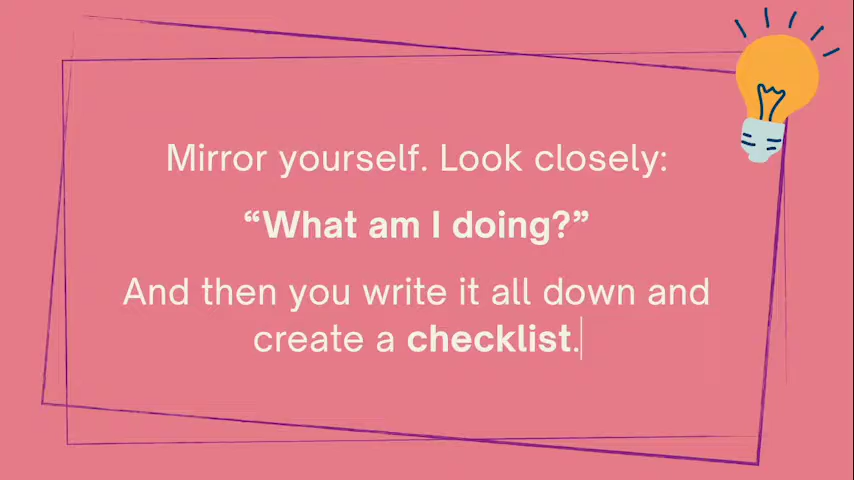 Mirror yourself. Look closely:
“What am I doing?”
And then you write it all down and
create a checklist.